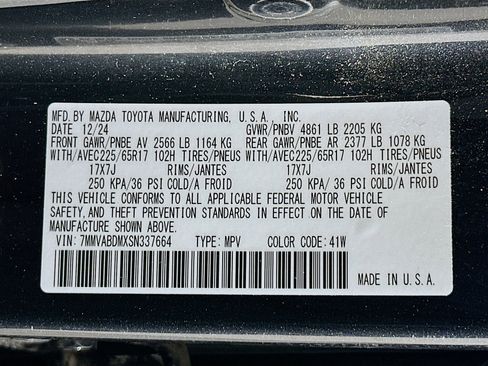 MFD. BY MAZDA TOYOTA MANUFACTURING, U.S.A., INC.
DATE 12/24 GVWR/PNBV 4861 LB 2205 KG
FRONT GAWR/PNBE AV 2566 LB 1164 KG REAR GAWR/PNBE AR 2377 LB 1078 KG
WITH/AVEC225/65R17 102H TIRES/PNEUS WITH/AVEC225/65R17 102H TIRES/PNEUS
17X7J RIMS/JANTES 17X7J RIMS/JANTES
250 KPA/36 PSI COLD/A FROID 250 KPA/36 PSI COLD/A FROID
THIS VEHICLE CONFORMS TO ALL APPLICABLE FEDERAL MOTOR VEHICLE
SAFETY, AND THEFT PREVENTION STANDARDS IN EFFECT ON THE DATE OF
MANUFACTURE SHOWN ABOVE.
VIN: 7MMVABDMXSN337664 TYPE: MPV COLOR CODE: 41W
MADE IN U.S.A.